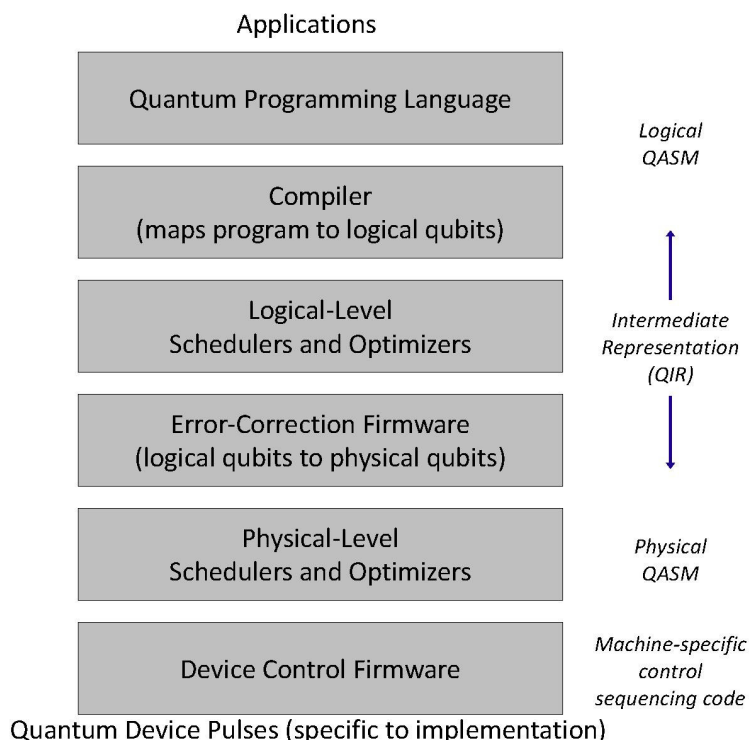 Applications
Quantum Programming Language
Logical
QASM
Compiler
(maps program to logical qubits)
Logical-Level
Schedulers and Optimizers
Intermediate
Representation
(QIR)
Error-Correction Firmware
(logical qubits to physical qubits)
Physical-Level
Schedulers and Optimizers
Physical
QASM
Device Control Firmware
Machine-specific
control
sequencing code
Quantum Device Pulses (specific to implementation)